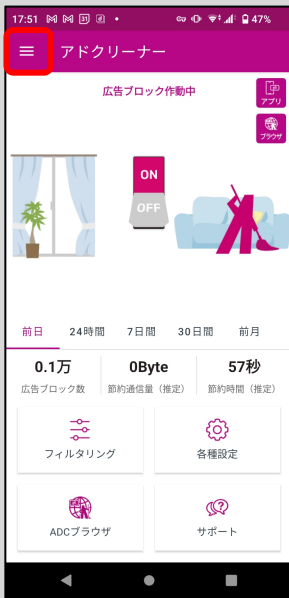 17:51 31 47%
アドクリーナー
広告ブロック作動中
アプリ
ブラウザ
ON
OFF
前日 24時間 7日間 30日間 前月
0.1万 0Byte 57秒
広告ブロック数 節約通信量（推定） 節約時間（推定）
フィルタリング 各種設定
ADCブラウザ サポート